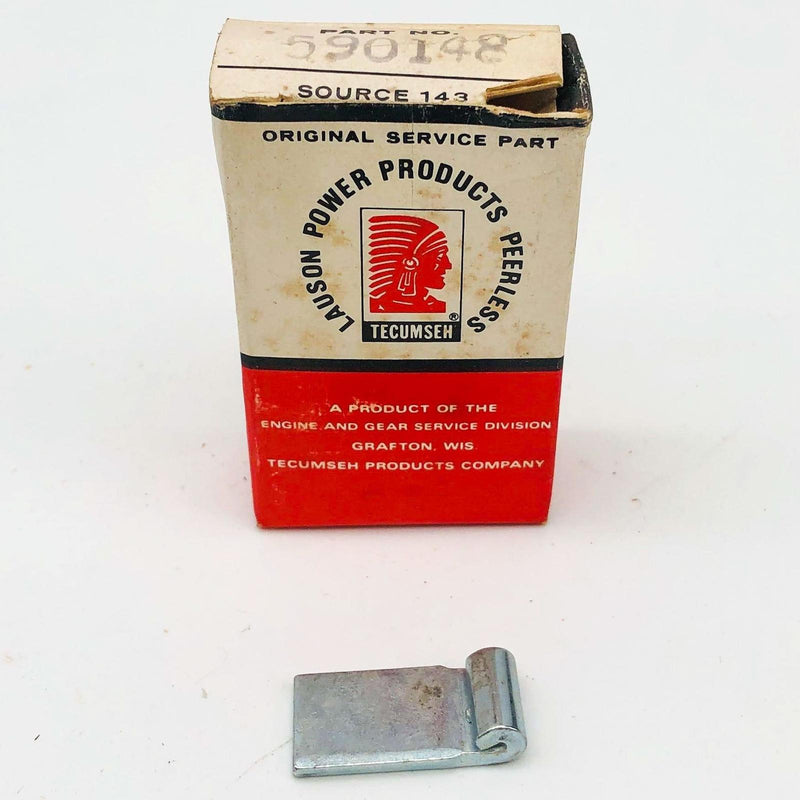 PART NO.
590148
SOURCE 143
ORIGINAL SERVICE PART
LAUSON POWER PRODUCTS PEERLESS
®
TECUMSEH
A PRODUCT OF THE
ENGINE AND GEAR SERVICE DIVISION
GRAFTON, WIS.
TECUMSEH PRODUCTS COMPANY